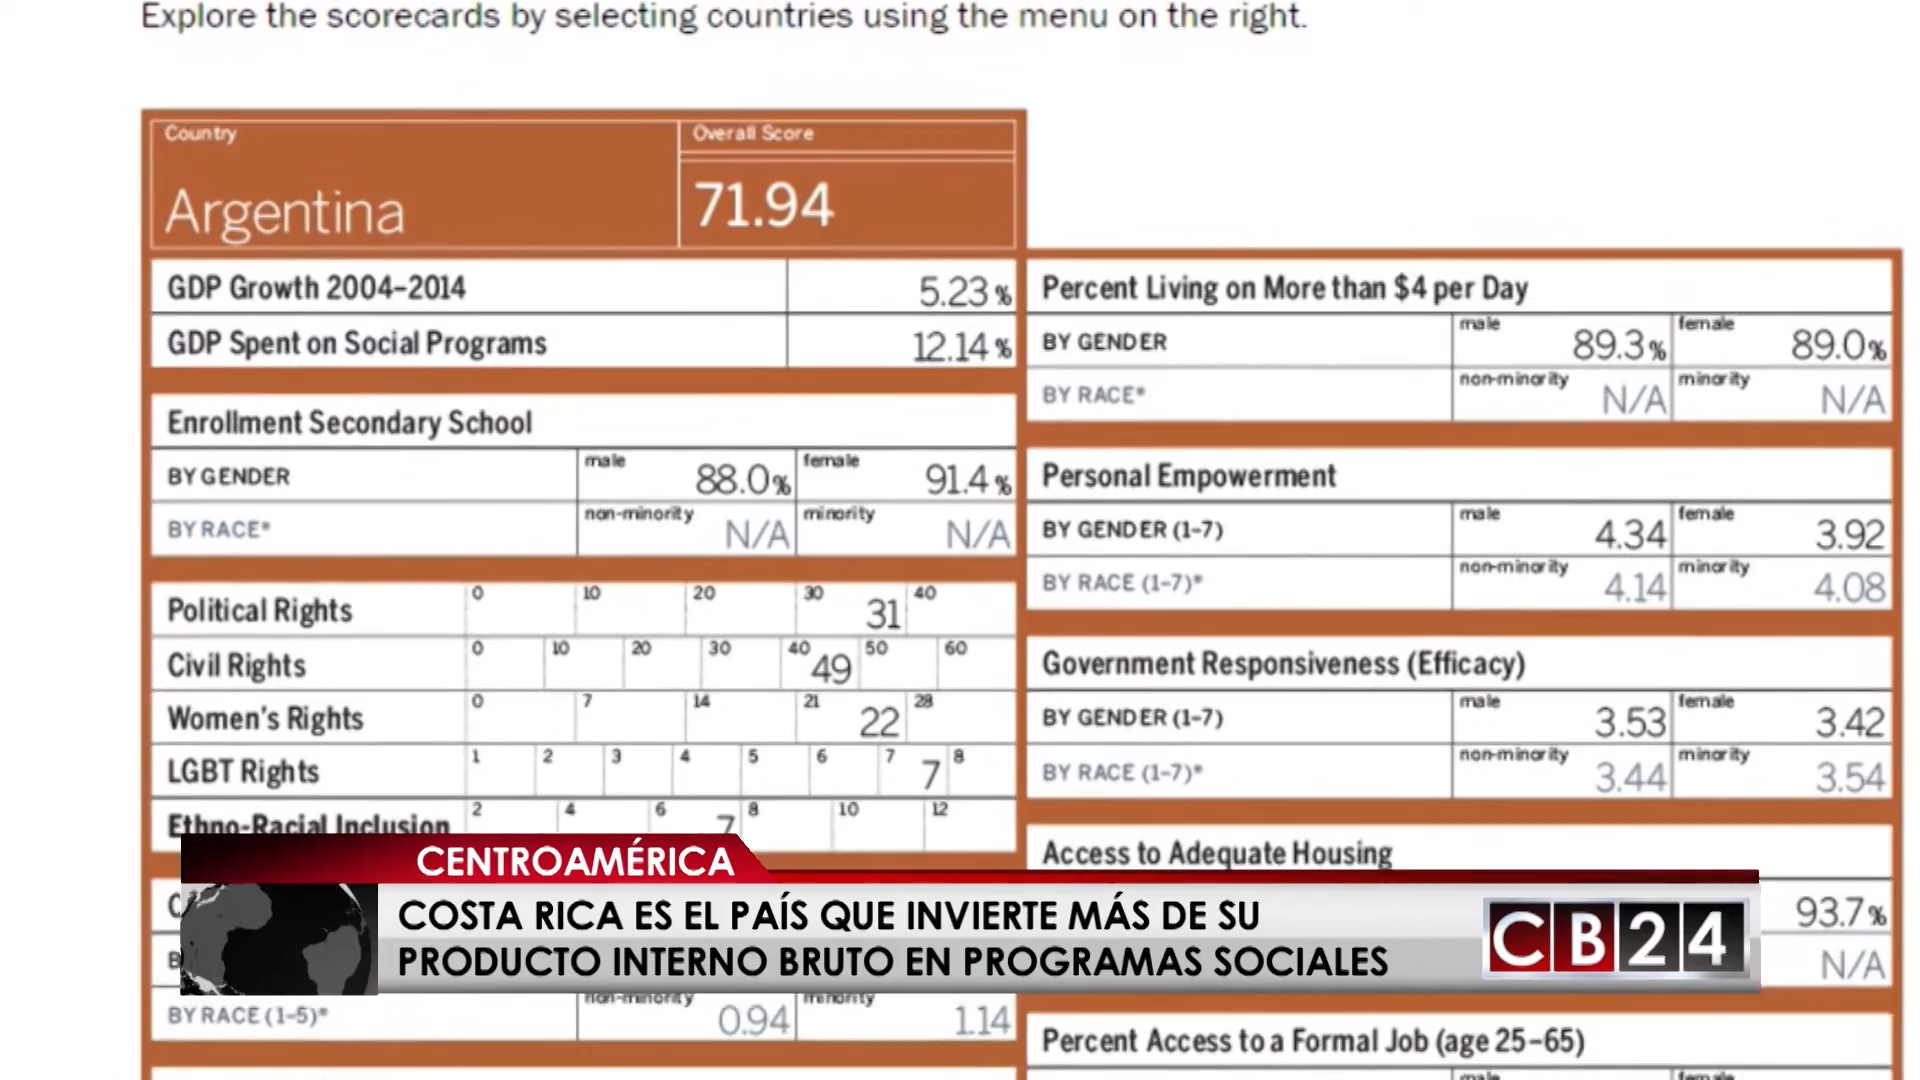 Explore the scorecards by selecting countries using the menu on the right.
Country
Overall Score
Argentina
71.94
GDP Growth 2004–2014
5.23 %
GDP Spent on Social Programs
12.14 %
Enrollment Secondary School
BY GENDER
male
88.0%
female
91.4 %
BY RACE*
non-minority
N/A
minority
N/A
Political Rights
0 10 20 30 40
31
Civil Rights
0 10 20 30 40 50 60
49
Women's Rights
0 7 14 21 28
22
LGBT Rights
1 2 3 4 5 6 7 8
7
Ethno-Racial Inclusion
2 4 6 8 10 12
7
BY RACE (1–5)*
non-minority
0.94
minority
1.14
Percent Living on More than $4 per Day
BY GENDER
male
89.3%
female
89.0%
BY RACE*
non-minority
N/A
minority
N/A
Personal Empowerment
BY GENDER (1–7)
male
4.34
female
3.92
BY RACE (1–7)*
non-minority
4.14
minority
4.08
Government Responsiveness (Efficacy)
BY GENDER (1–7)
male
3.53
female
3.42
BY RACE (1–7)*
non-minority
3.44
minority
3.54
Access to Adequate Housing
93.7%
N/A
Percent Access to a Formal Job (age 25–65)
male
female
CENTROAMÉRICA
COSTA RICA ES EL PAÍS QUE INVIERTE MÁS DE SU
PRODUCTO INTERNO BRUTO EN PROGRAMAS SOCIALES
CB24